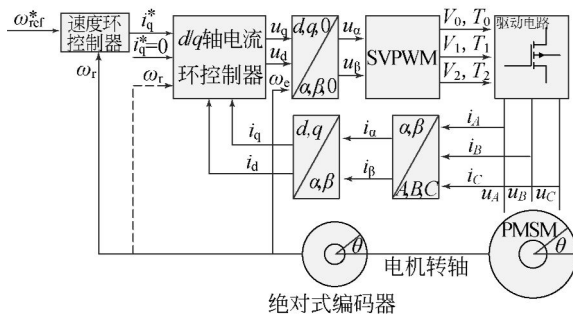 ω*ref
速度环
控制器
i*q
i*q=0
ωr
d/q轴电流
环控制器
uq
ud
ωe
d,q,0
α,β,0
uα
uβ
SVPWM
V0, T0
V1, T1
V2, T2
驱动电路
iq
id
d,q
α,β
iα
iβ
α,β
A,B,C
iA
iB
iC
uA
uB
uC
ωr
θ
电机转轴
PMSM
θ
绝对式编码器